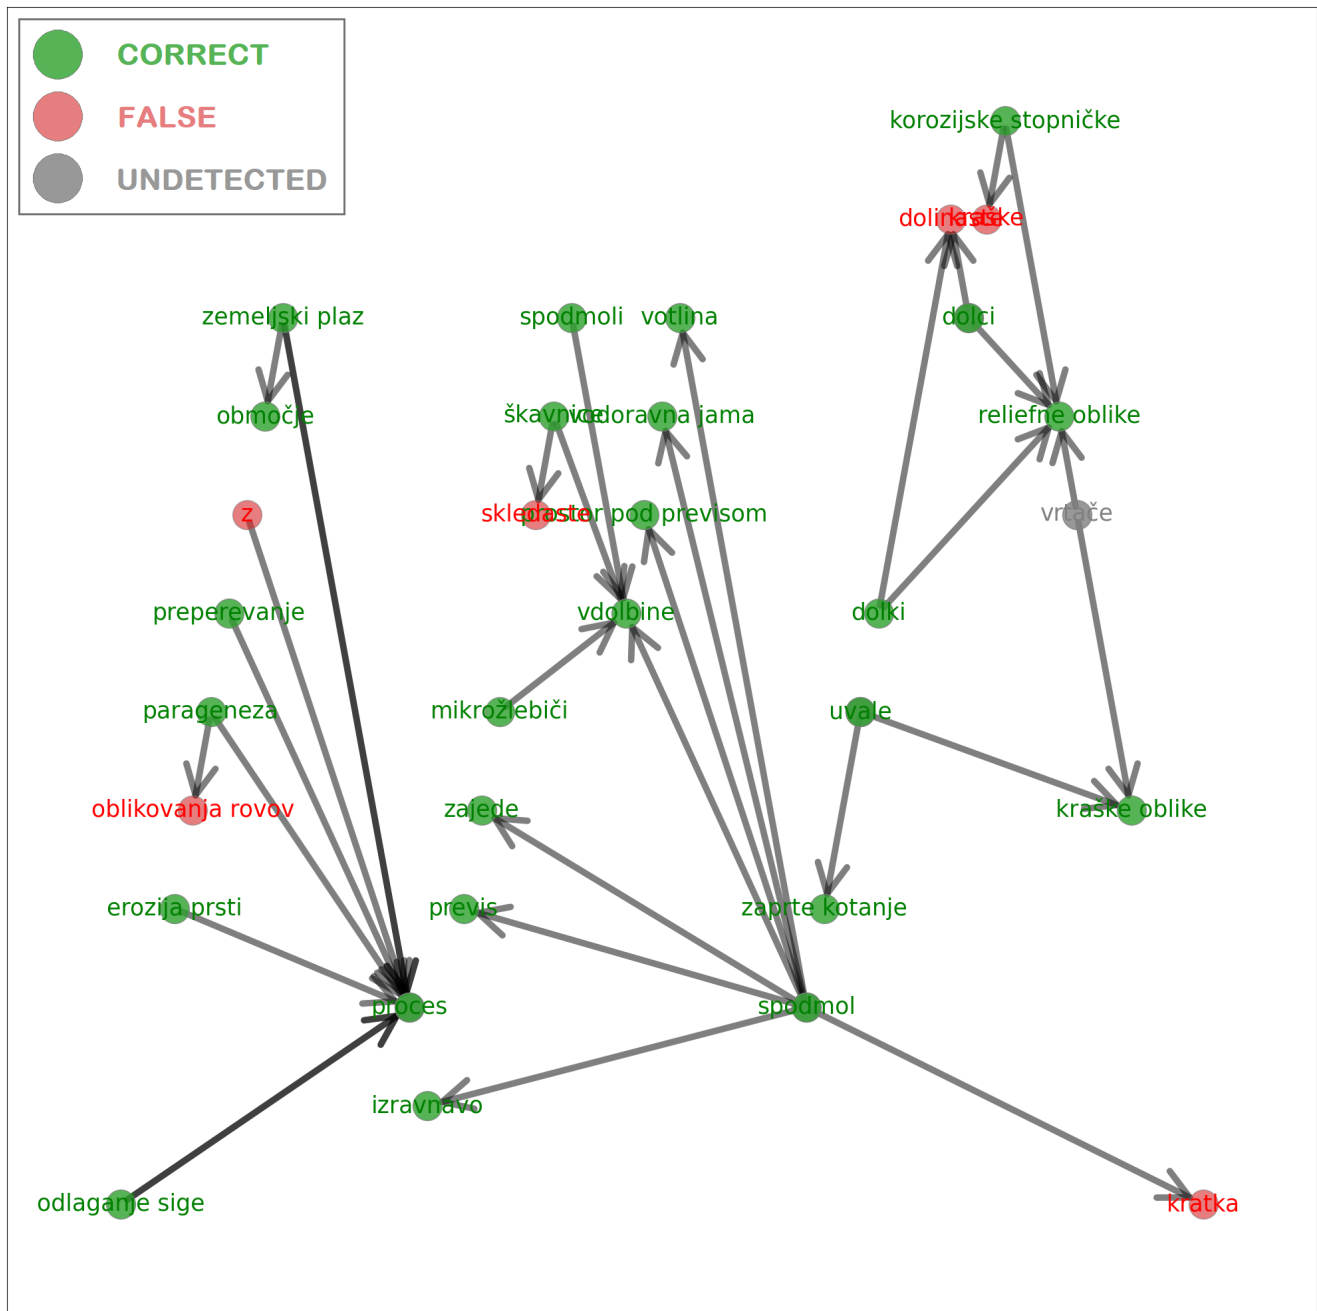 CORRECT
FALSE
UNDETECTED
korozijske stopničke
dolinaste
kraške
zemeljski plaz
spodmoli
votlina
dolci
območje
škavnice
vodoravna jama
reliefne oblike
z
skledaste
prostor pod previsom
vrtače
preperevanje
vdolbine
dolki
parageneza
mikrožlebiči
uvale
oblikovanja rovov
zajede
kraške oblike
erozija prsti
previs
zaprte kotanje
proces
spodmol
izravnavo
odlaganje sige
kratka